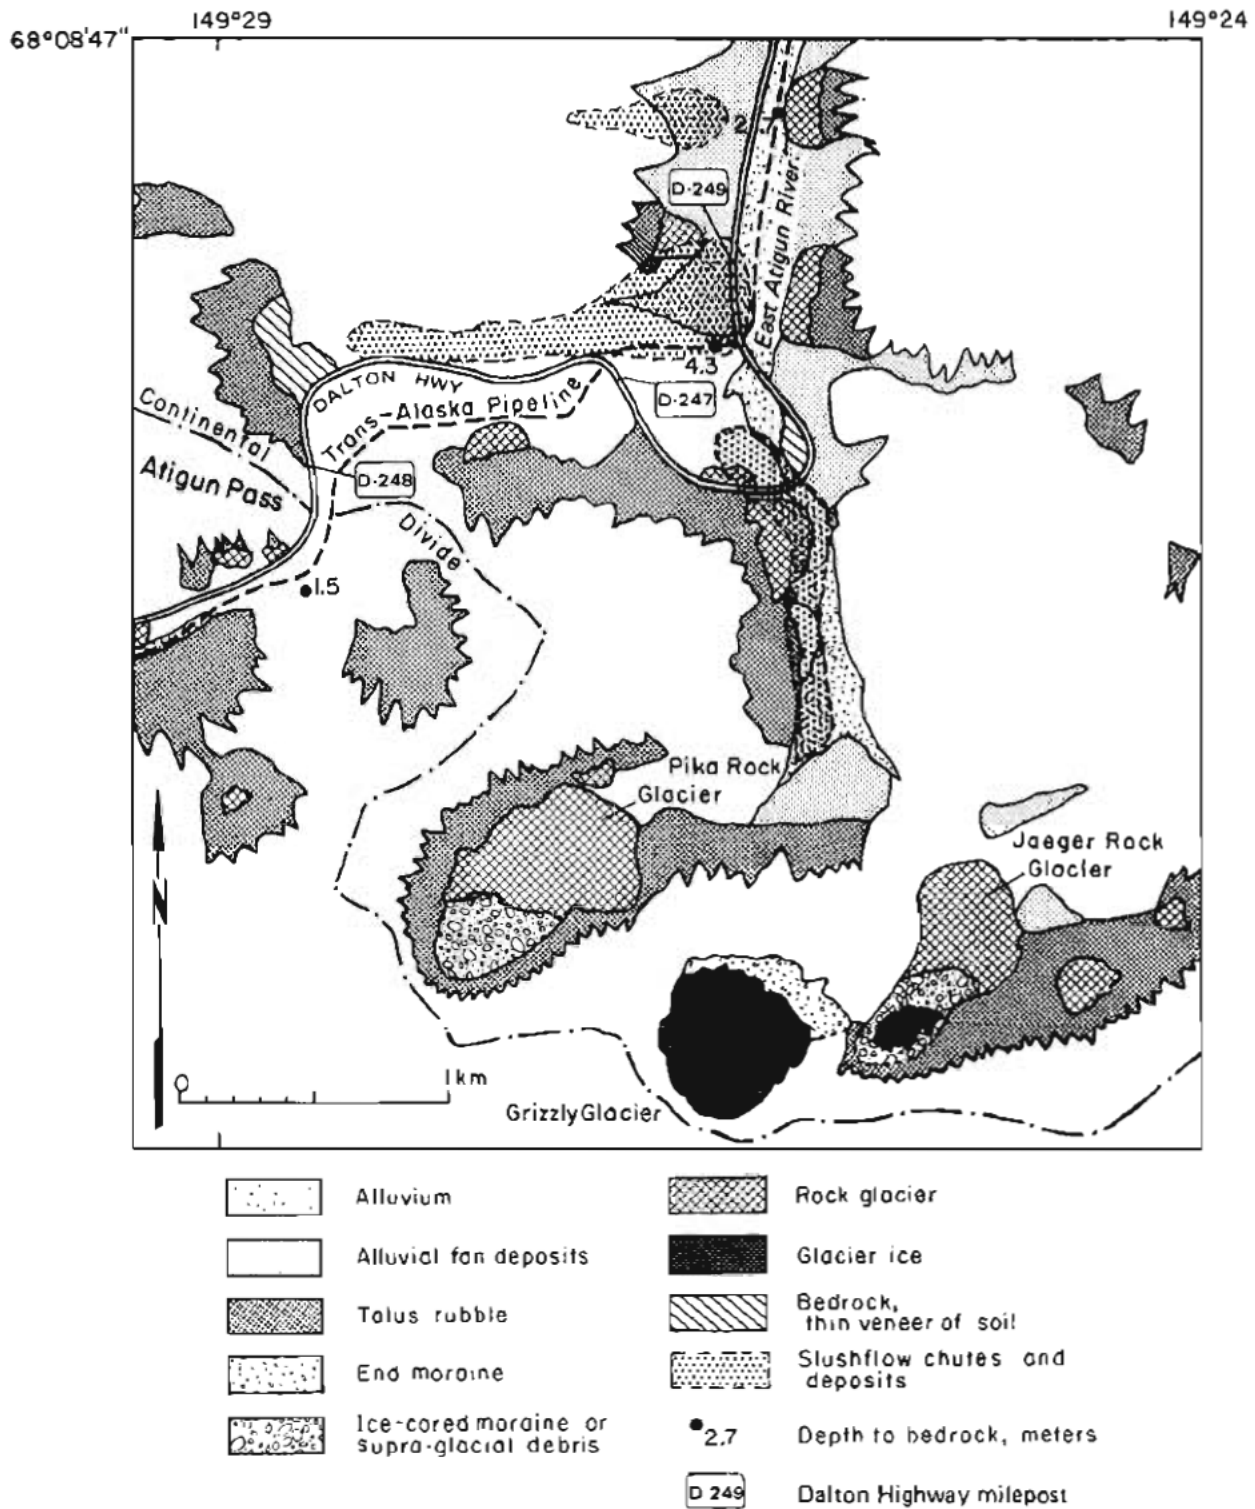 149°29
149°24
68°08'47"
2
D-249
East Atigun River
4.3
DALTON HWY
D-247
Trans-Alaska Pipeline
Continental
Divide
Atigun Pass
D-248
1.5
Pika Rock
Glacier
Jaeger Rock
Glacier
N
0
1km
Grizzly Glacier
Alluvium
Alluvial fan deposits
Talus rubble
End moraine
Ice-cored moraine or
supra-glacial debris
Rock glacier
Glacier ice
Bedrock,
thin veneer of soil
Slushflow chutes and
deposits
2.7
Depth to bedrock, meters
D 249
Dalton Highway milepost